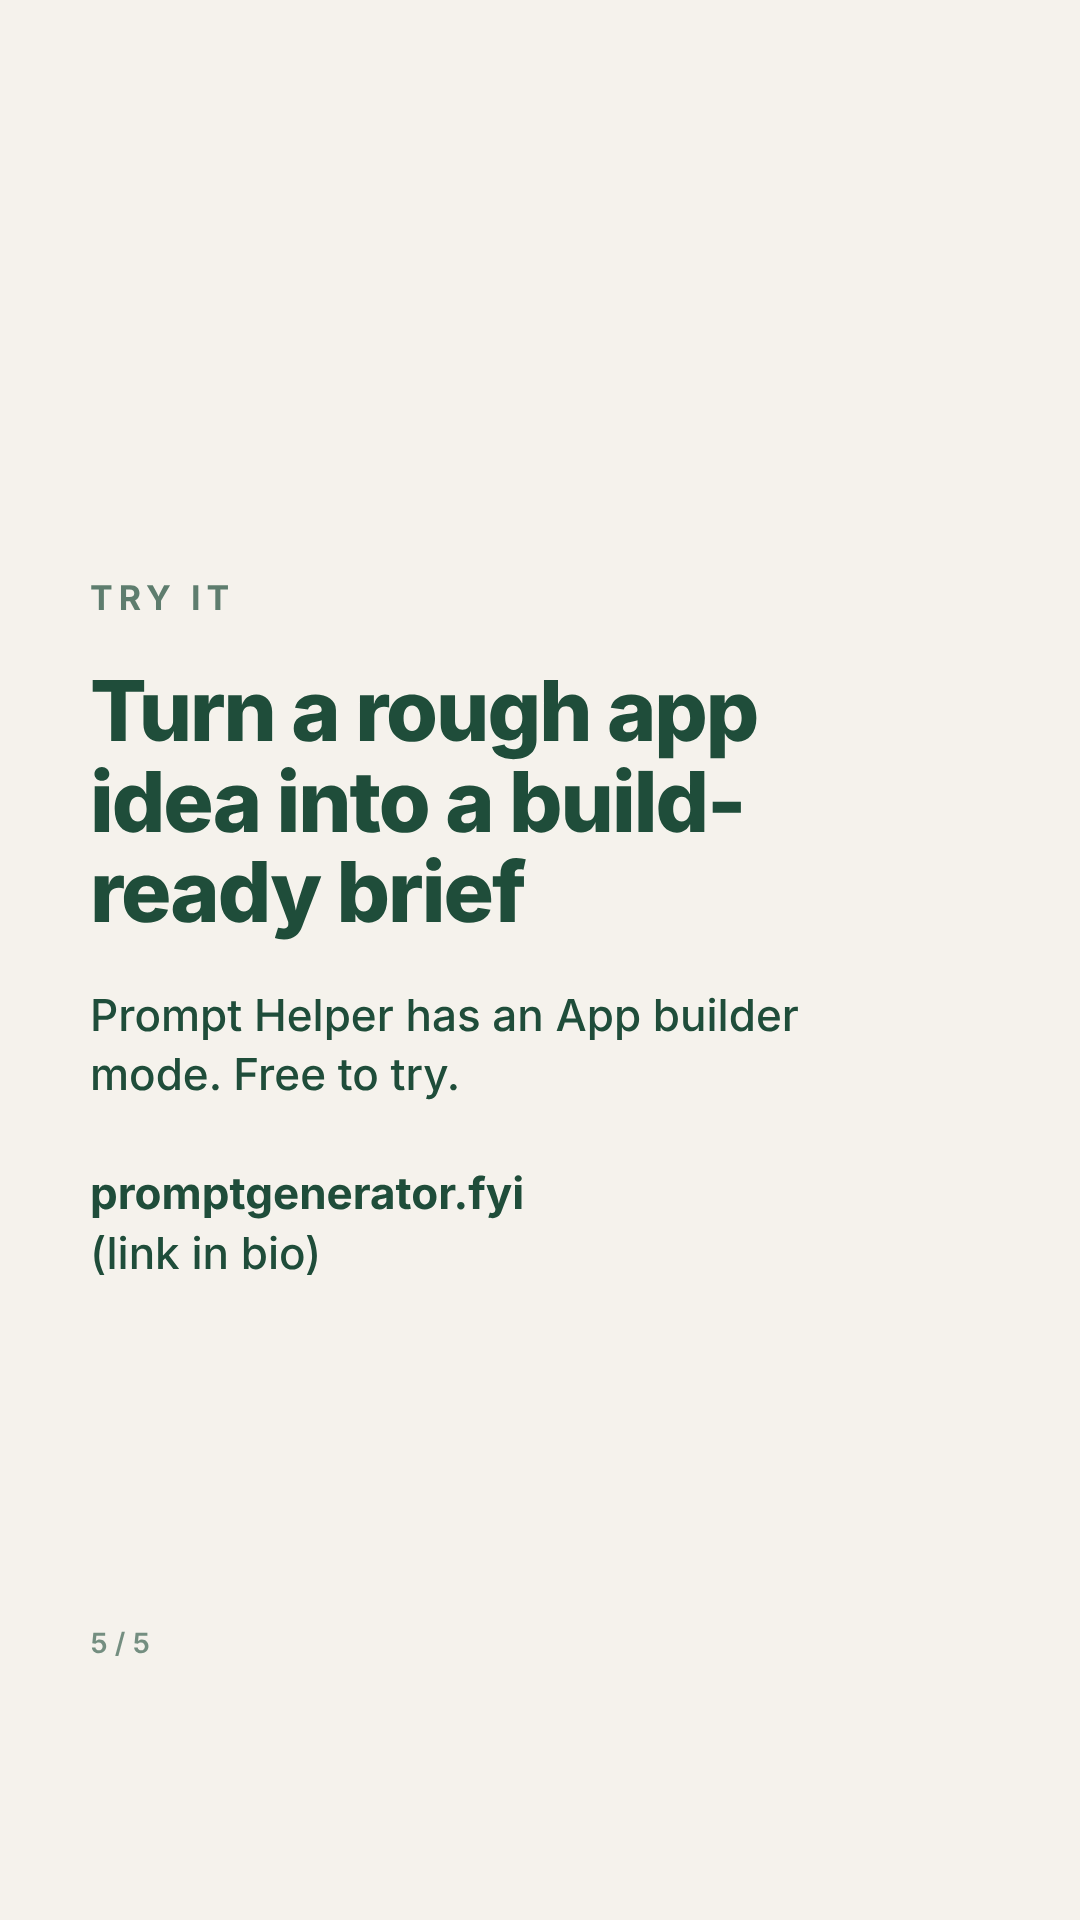 TRY IT
Turn a rough app
idea into a build-
ready brief
Prompt Helper has an App builder
mode. Free to try.
promptgenerator.fyi
(link in bio)
5 / 5